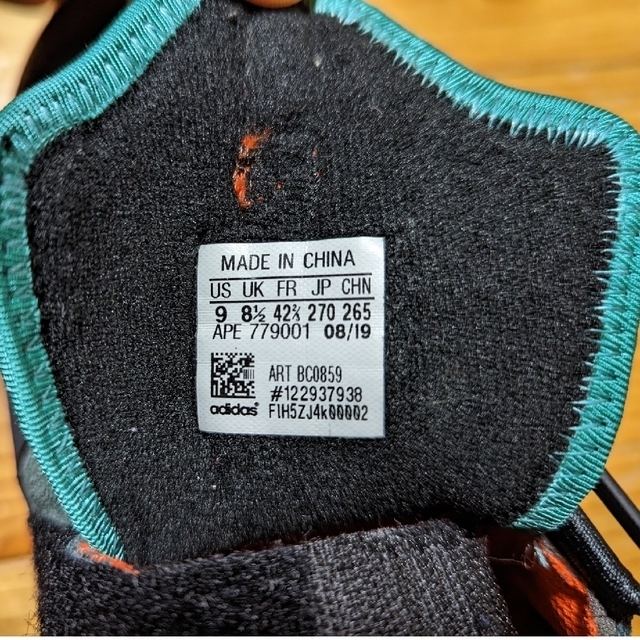 MADE IN CHINA
US UK FR JP CHN
9 8½ 42⅔ 270 265
APE 779001 08/19
ART BC0859
#122937938
adidas F1H5ZJ4k00002